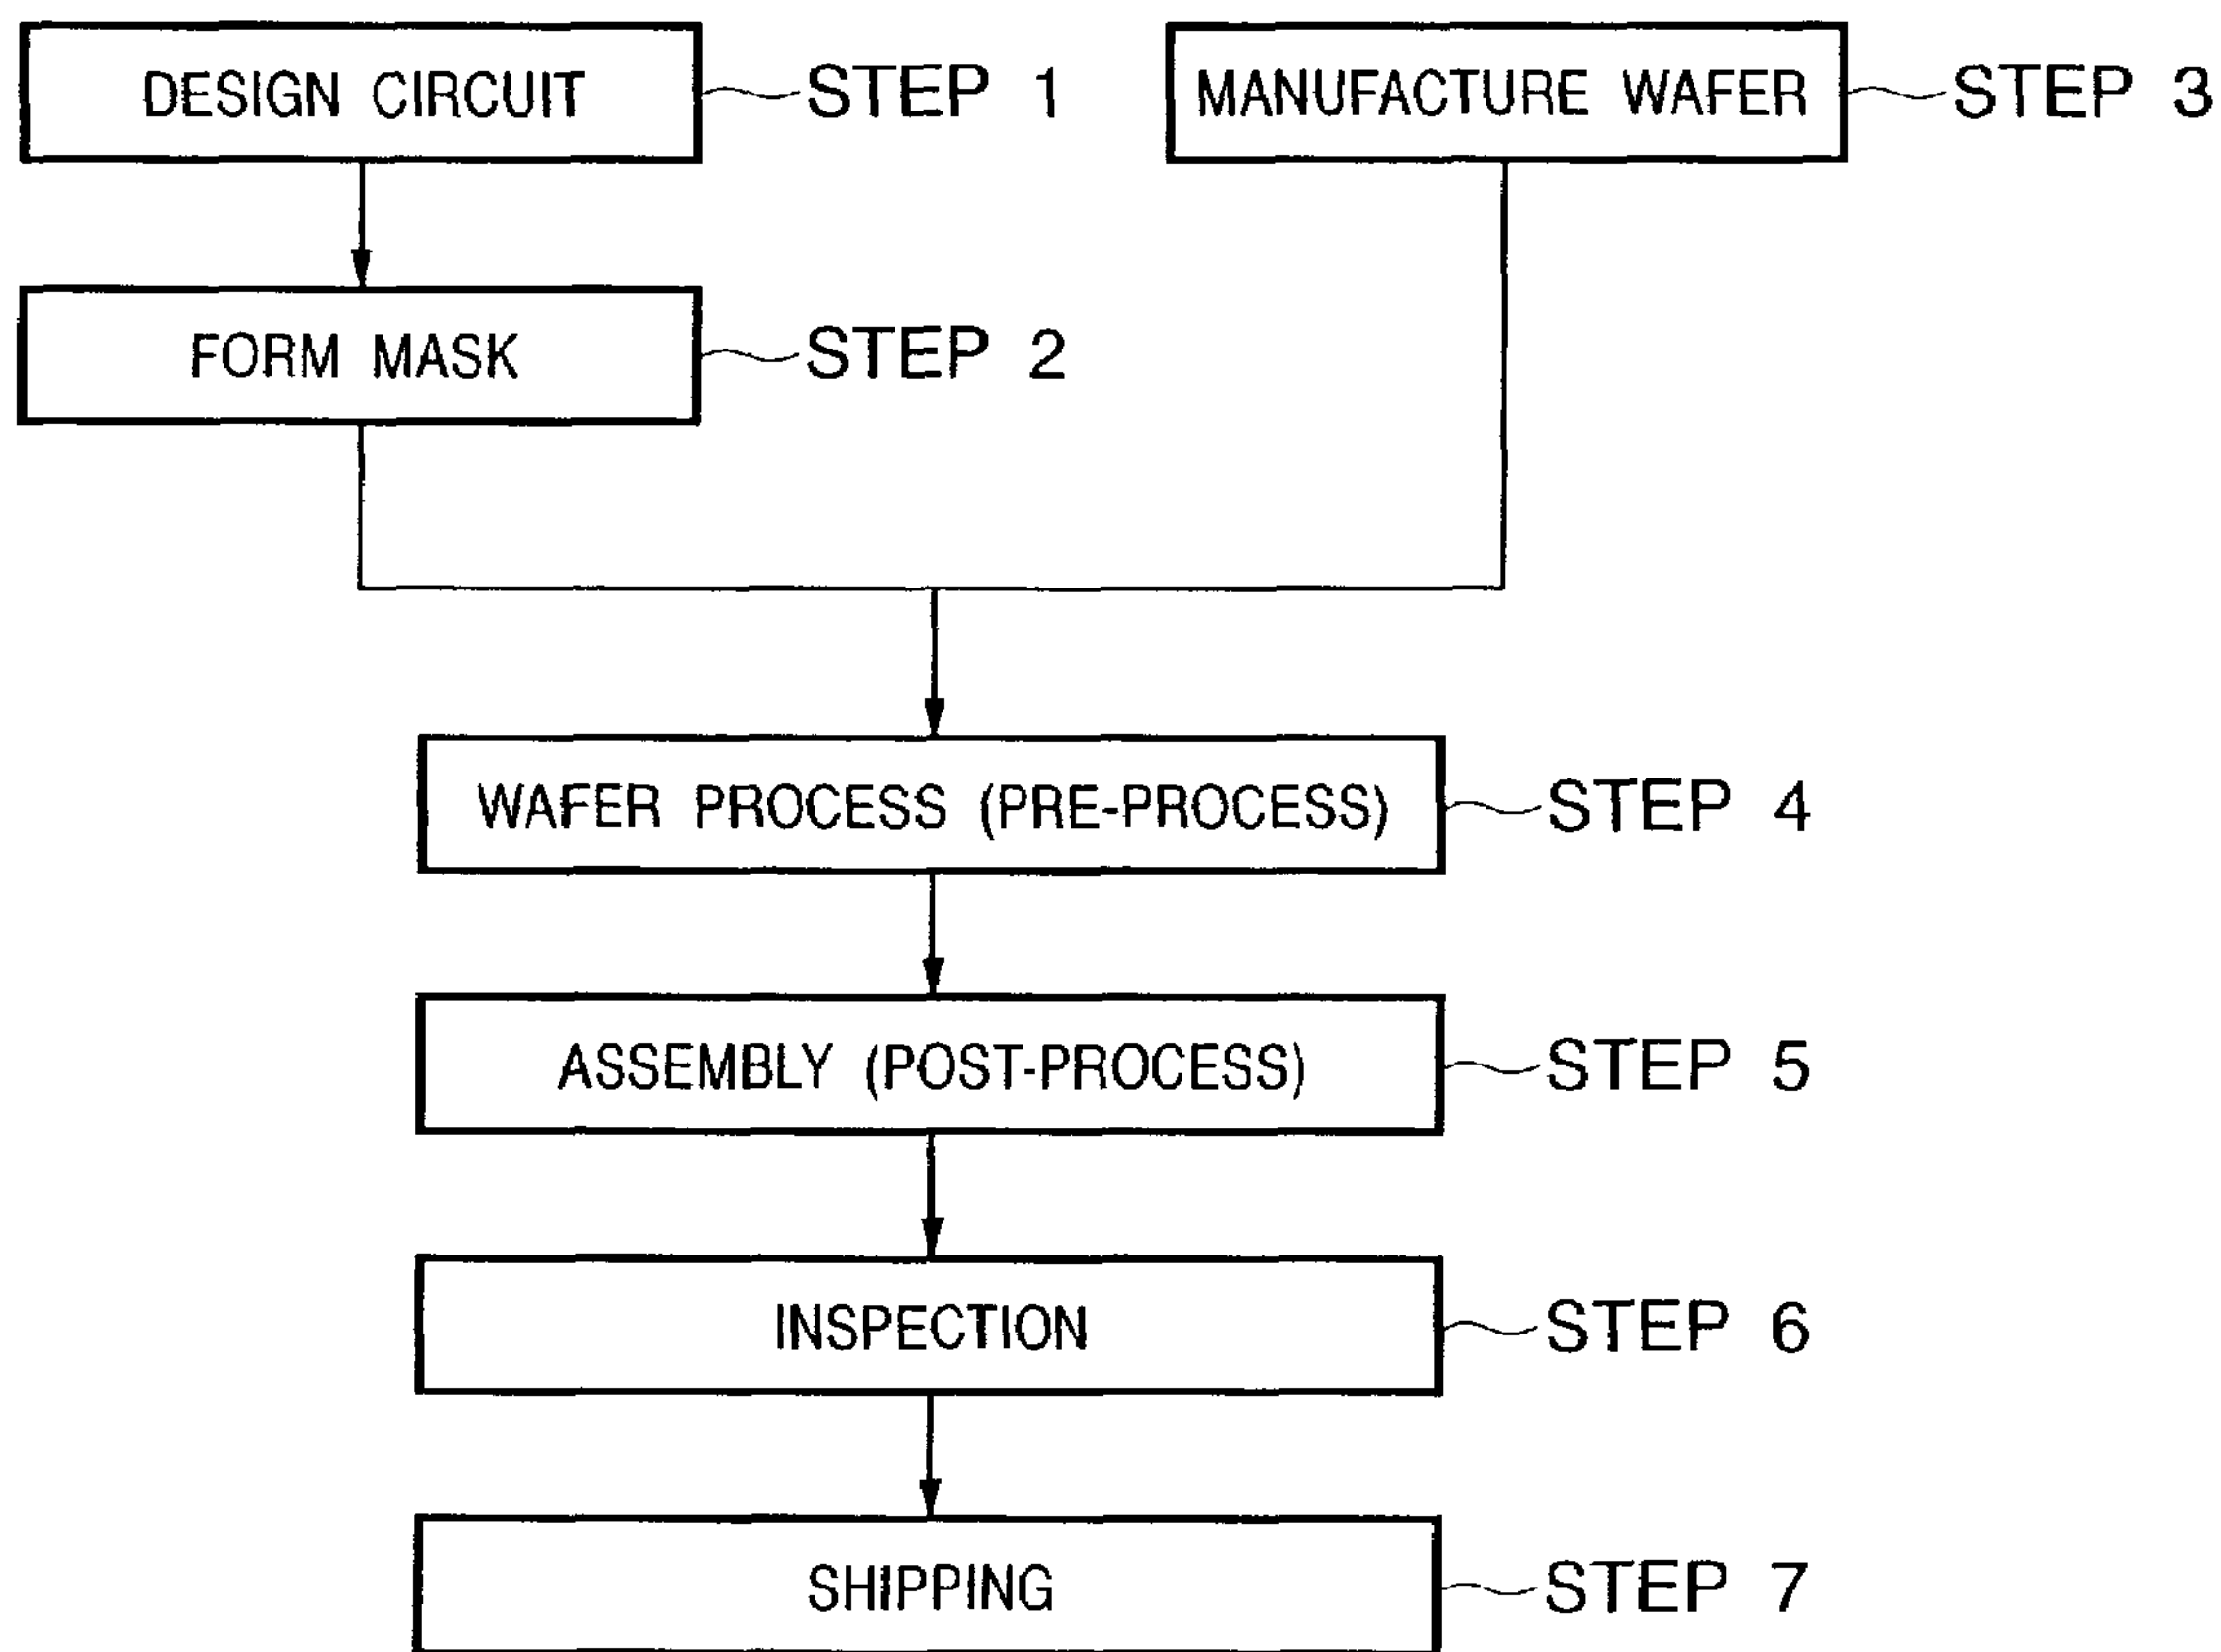 DESIGN CIRCUIT STEP 1
MANUFACTURE WAFER STEP 3
FORM MASK STEP 2
WAFER PROCESS (PRE-PROCESS) STEP 4
ASSEMBLY (POST-PROCESS) STEP 5
INSPECTION STEP 6
SHIPPING STEP 7